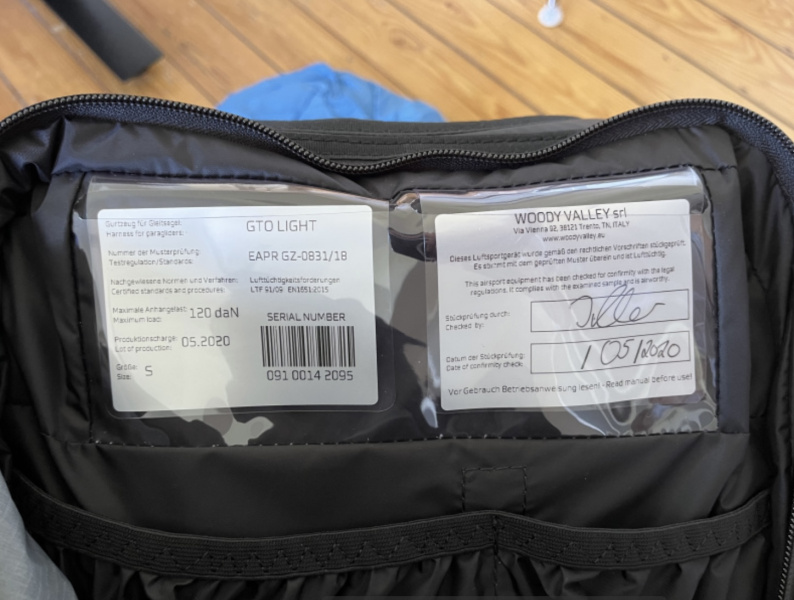 Gurtzeug für Gleitsegel:
Harness for paragliders:
GTO LIGHT
Nummer der Musterprüfung:
Testregulation/Standards:
EAPR GZ-0831/18
Nachgewiesene Normen und Verfahren:
Certified standards and procedures:
Lufttüchtigkeitsforderungen
LTF 91/09 EN1651:2015
Maximale Anhängelast:
Maximum load:
120 daN
Produktionscharge:
Lot of production:
05.2020
Größe:
Size:
S
SERIAL NUMBER
091 0014 2095
WOODY VALLEY srl
Via Vienna 92, 38121 Trento, TN, ITALY
www.woodyvalley.eu
Dieses Luftsportgerät wurde gemäß den rechtlichen Vorschriften stückgeprüft.
Es stimmt mit dem geprüften Muster überein und ist lufttüchtig.
This airsport equipment has been checked for confirmity with the legal
regulations. It complies with the examined sample and is airworthy.
Stückprüfung durch:
Checked by:
Datum der Stückprüfung:
Date of confirmity check:
/ 05/2020
Vor Gebrauch Betriebsanweisung lesen! - Read manual before use!